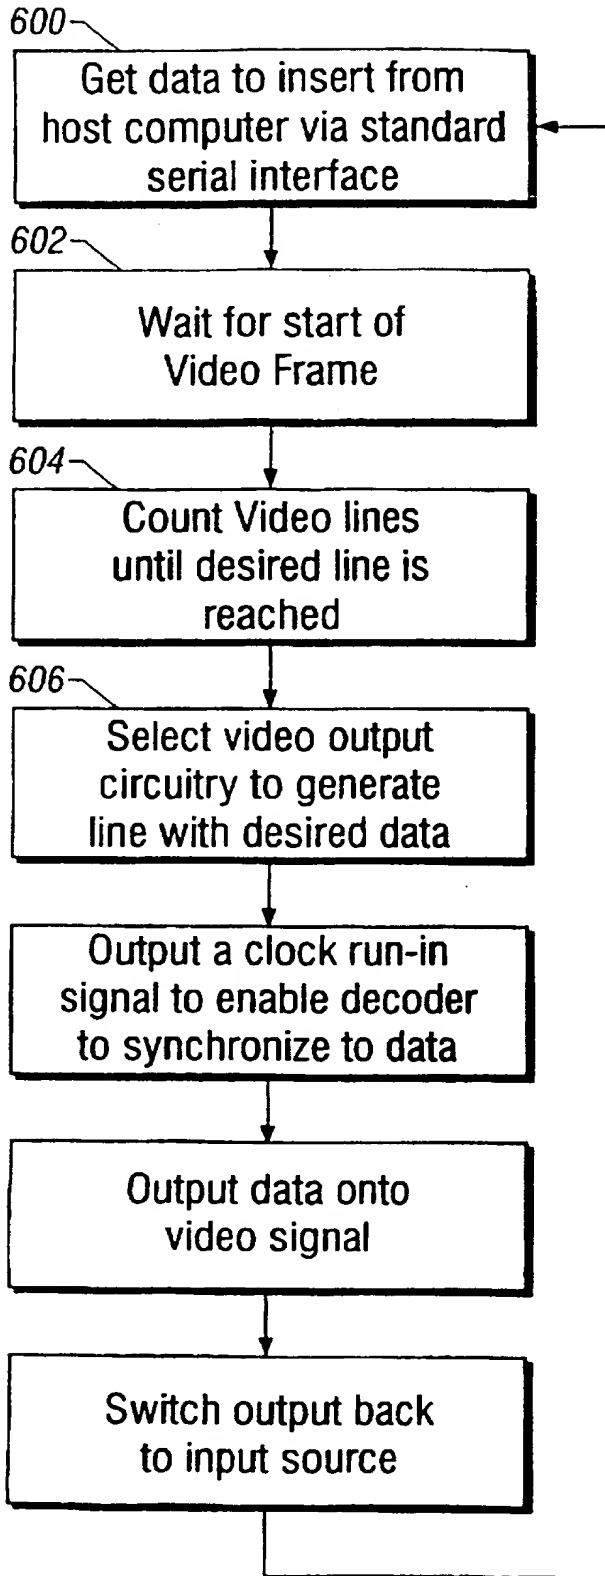 600
Get data to insert from
host computer via standard
serial interface
602
Wait for start of
Video Frame
604
Count Video lines
until desired line is
reached
606
Select video output
circuitry to generate
line with desired data
Output a clock run-in
signal to enable decoder
to synchronize to data
Output data onto
video signal
Switch output back
to input source